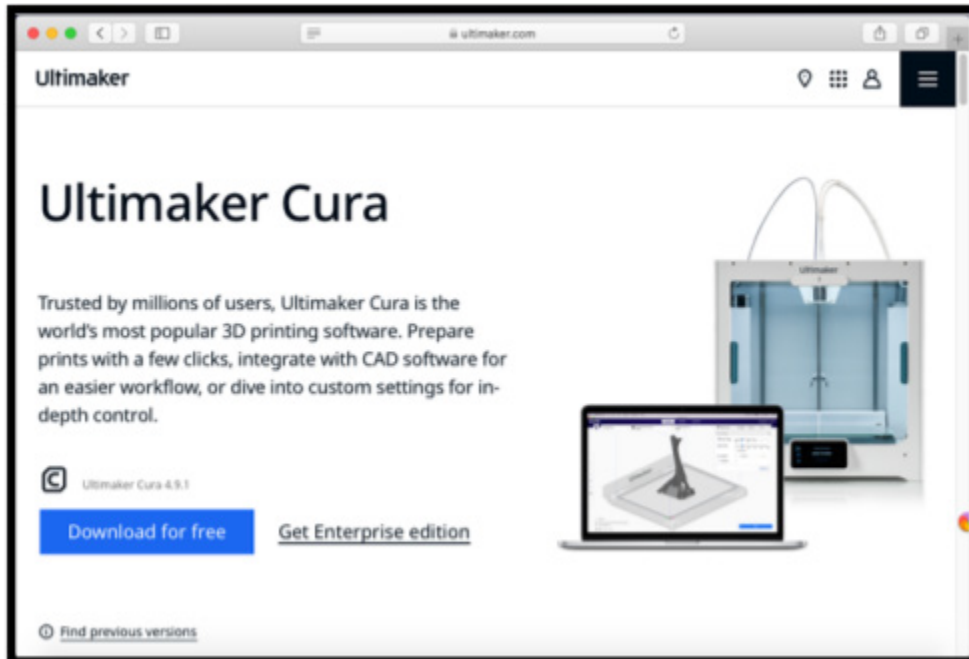 ultimaker.com
Ultimaker
Ultimaker Cura
Ultimaker
Trusted by millions of users, Ultimaker Cura is the
world's most popular 3D printing software. Prepare
prints with a few clicks, integrate with CAD software for
an easier workflow, or dive into custom settings for in-
depth control.
Ultimaker Cura 4.9.1
Download for free
Get Enterprise edition
Find previous versions